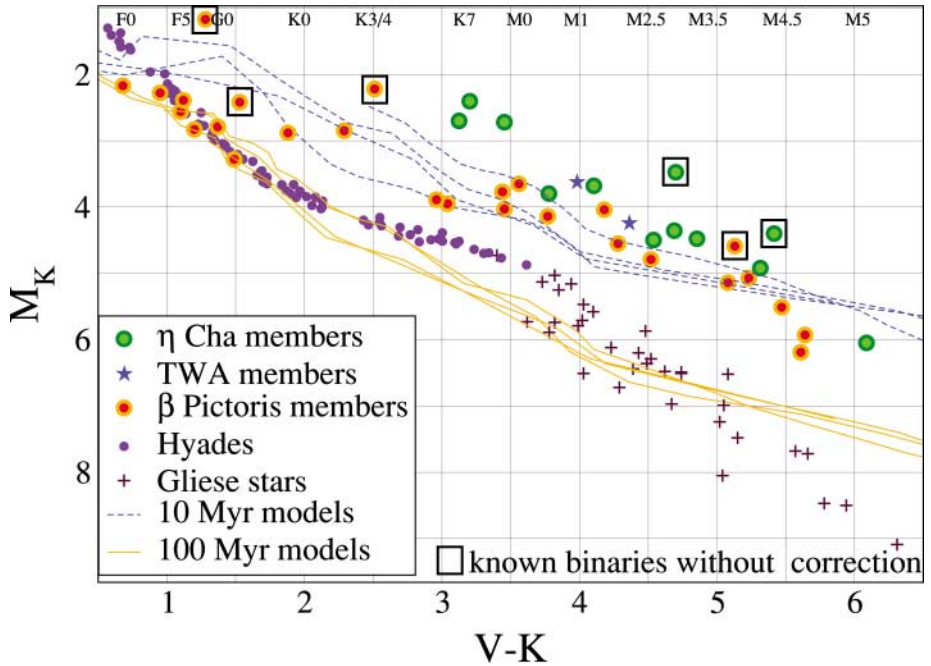 F0 F5 G0 K0 K3/4 K7 M0 M1 M2.5 M3.5 M4.5 M5
2
4
6
8
M_K
η Cha members
TWA members
β Pictoris members
Hyades
Gliese stars
10 Myr models
100 Myr models
known binaries without correction
1 2 3 4 5 6
V-K